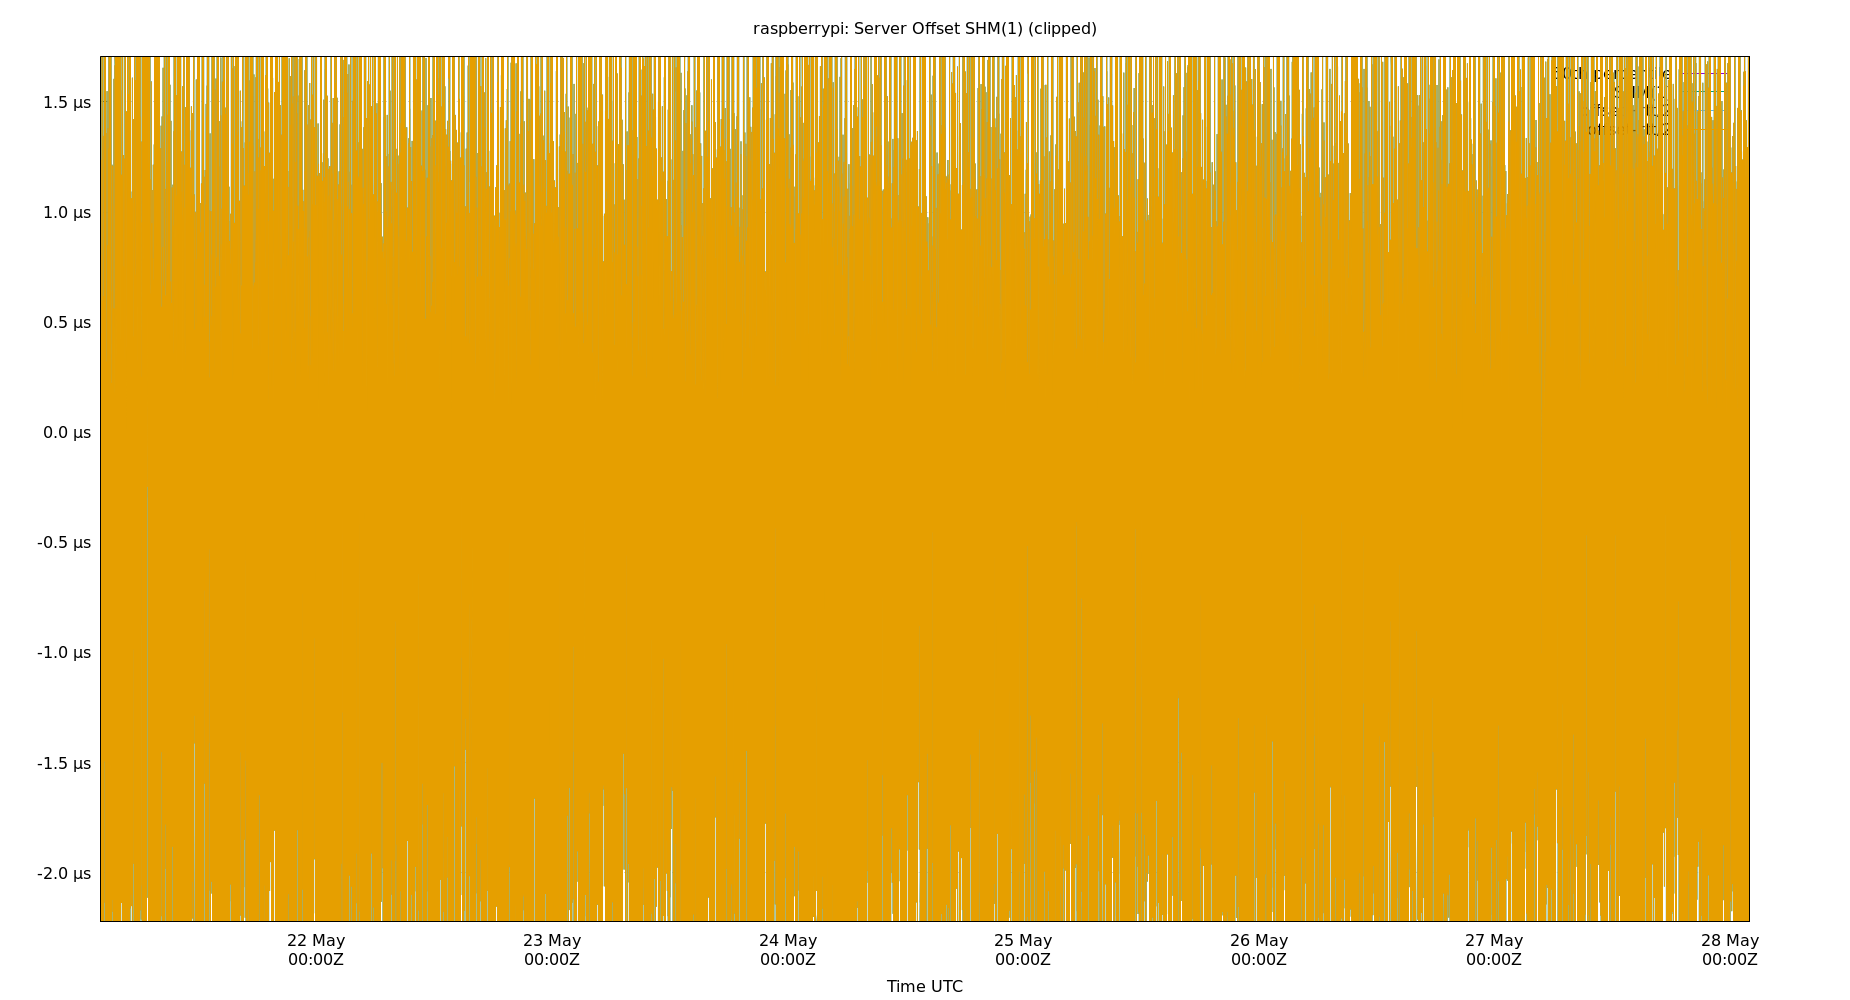 raspberrypi: Server Offset SHM(1) (clipped)
1.5 µs
1.0 µs
0.5 µs
0.0 µs
-0.5 µs
-1.0 µs
-1.5 µs
-2.0 µs
22 May 23 May 24 May 25 May 26 May 27 May 28 May
00:00Z 00:00Z 00:00Z 00:00Z 00:00Z 00:00Z 00:00Z
Time UTC